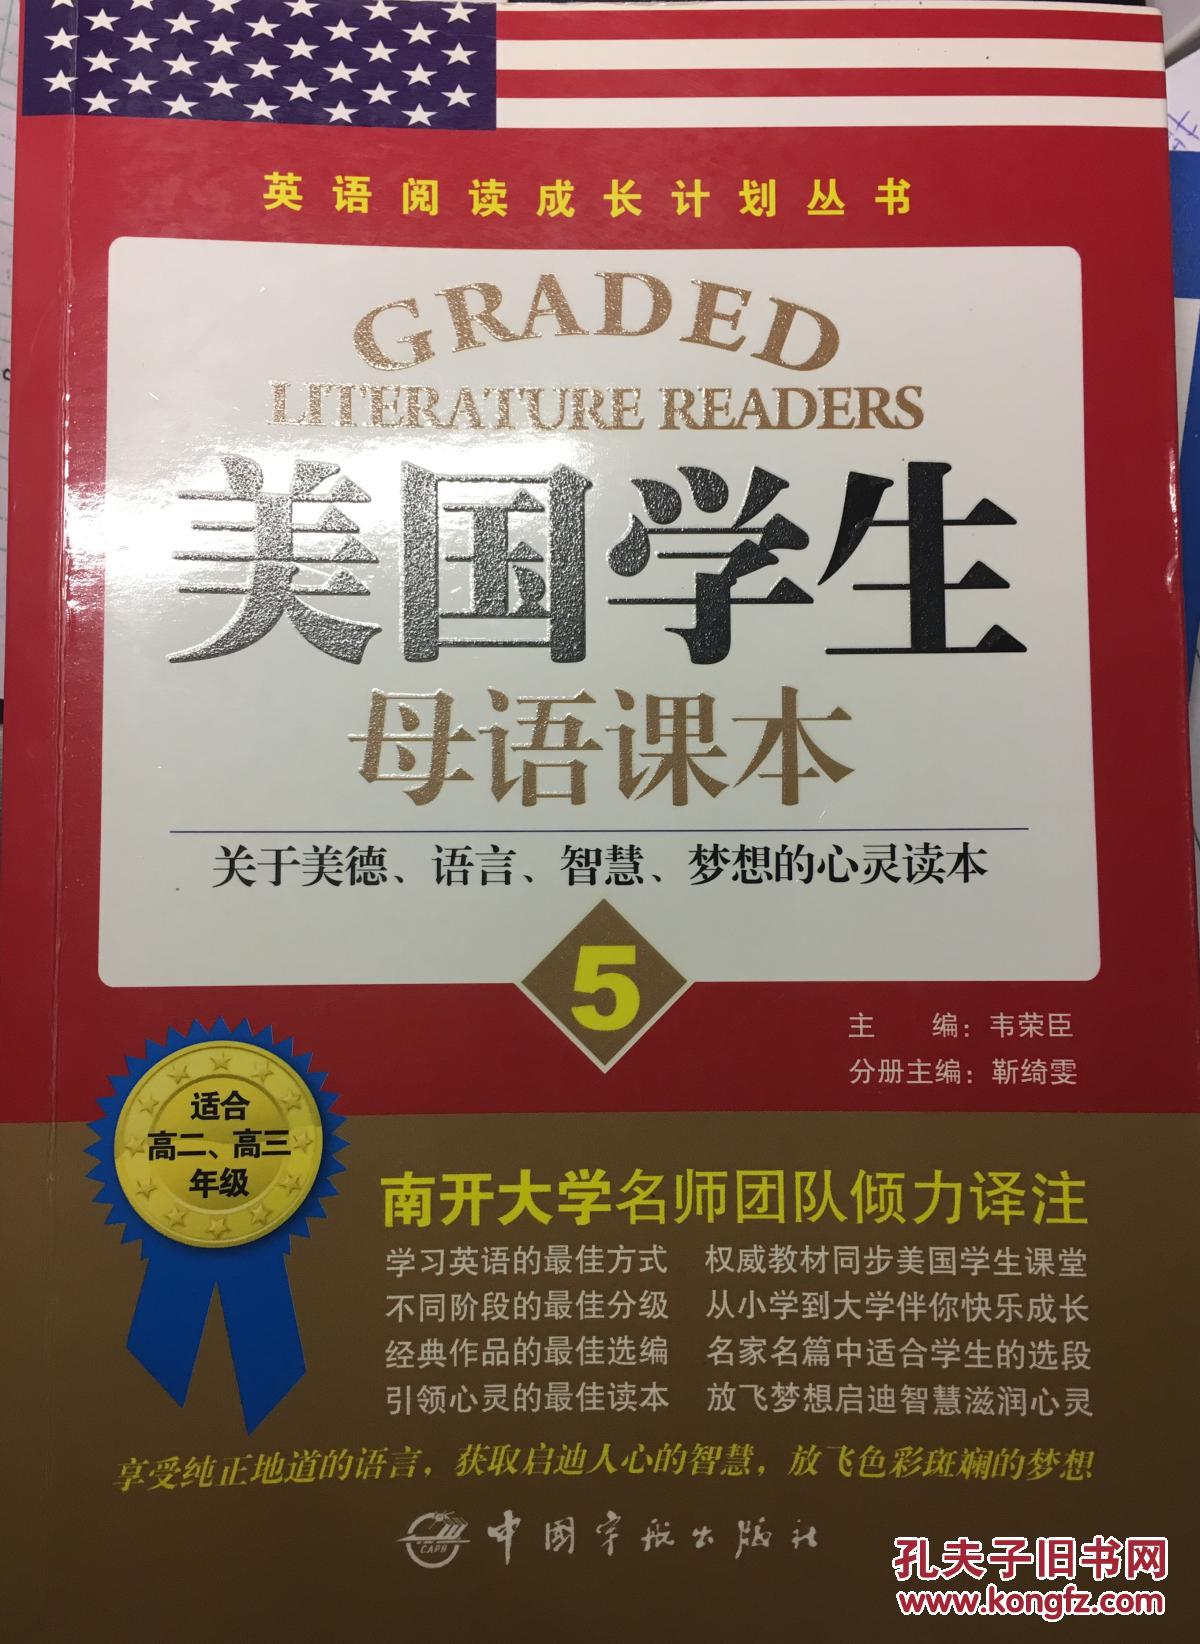 英语阅读成长计划丛书
GRADED
LITERATURE READERS
美国学生
母语课本
关于美德、语言、智慧、梦想的心灵读本
5
主 编：韦荣臣
分册主编：靳绮雯
适合
高二、高三
年级
南开大学名师团队倾力译注
学习英语的最佳方式 权威教材同步美国学生课堂
不同阶段的最佳分级 从小学到大学伴你快乐成长
经典作品的最佳选编 名家名篇中适合学生的选段
引领心灵的最佳读本 放飞梦想启迪智慧滋润心灵
享受纯正地道的语言，获取启迪人心的智慧，放飞色彩斑斓的梦想
CAPH 中国宇航出版社
孔夫子旧书网
www.kongfz.com